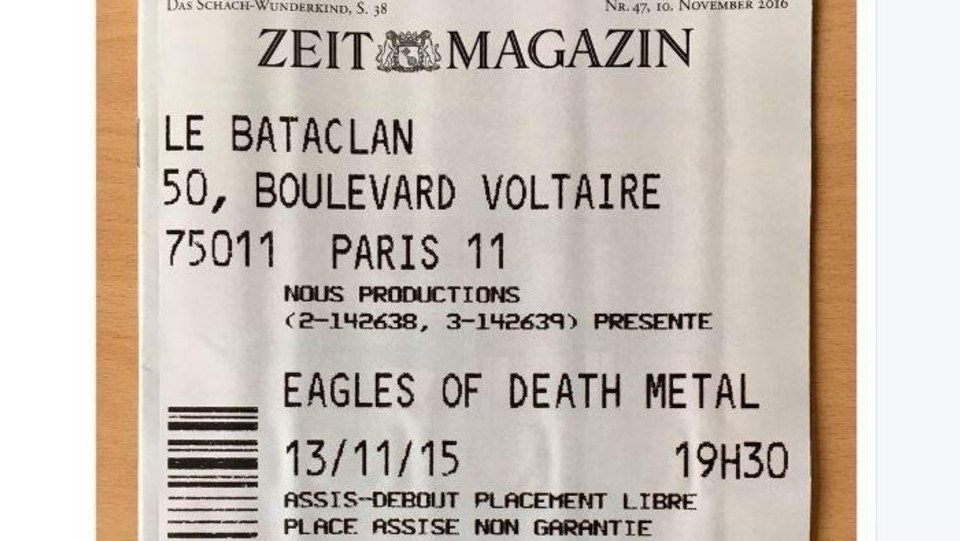 DAS SCHACH-WUNDERKIND, S. 38
NR. 47, 10. NOVEMBER 2016
ZEIT MAGAZIN
LE BATACLAN
50, BOULEVARD VOLTAIRE
75011 PARIS 11
NOUS PRODUCTIONS
(2-142638, 3-142639) PRESENTE
EAGLES OF DEATH METAL
13/11/15 19H30
ASSIS-DEBOUT PLACEMENT LIBRE
PLACE ASSISE NON GARANTIE